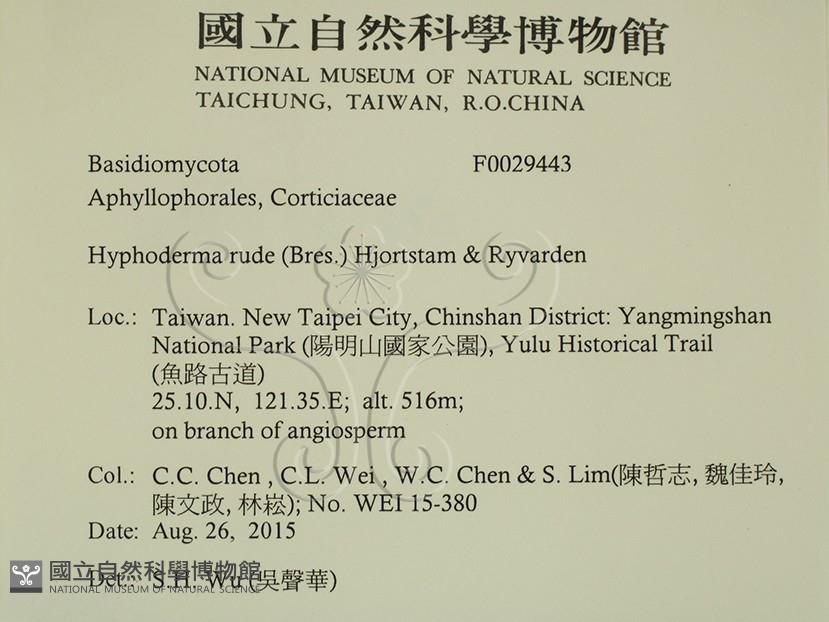 國立自然科學博物館
NATIONAL MUSEUM OF NATURAL SCIENCE
TAICHUNG, TAIWAN, R.O.CHINA
Basidiomycota F0029443
Aphyllophorales, Corticiaceae
Hyphoderma rude (Bres.) Hjortstam & Ryvarden
Loc.: Taiwan. New Taipei City, Chinshan District: Yangmingshan
National Park (陽明山國家公園), Yulu Historical Trail
(魚路古道)
25.10.N, 121.35.E; alt. 516m;
on branch of angiosperm
Col.: C.C. Chen , C.L. Wei , W.C. Chen & S. Lim(陳哲志, 魏佳玲,
陳文政, 林崧); No. WEI 15-380
Date: Aug. 26, 2015
Det.: S.H. Wu (吳聲華)
國立自然科學博物館
NATIONAL MUSEUM OF NATURAL SCIENCE